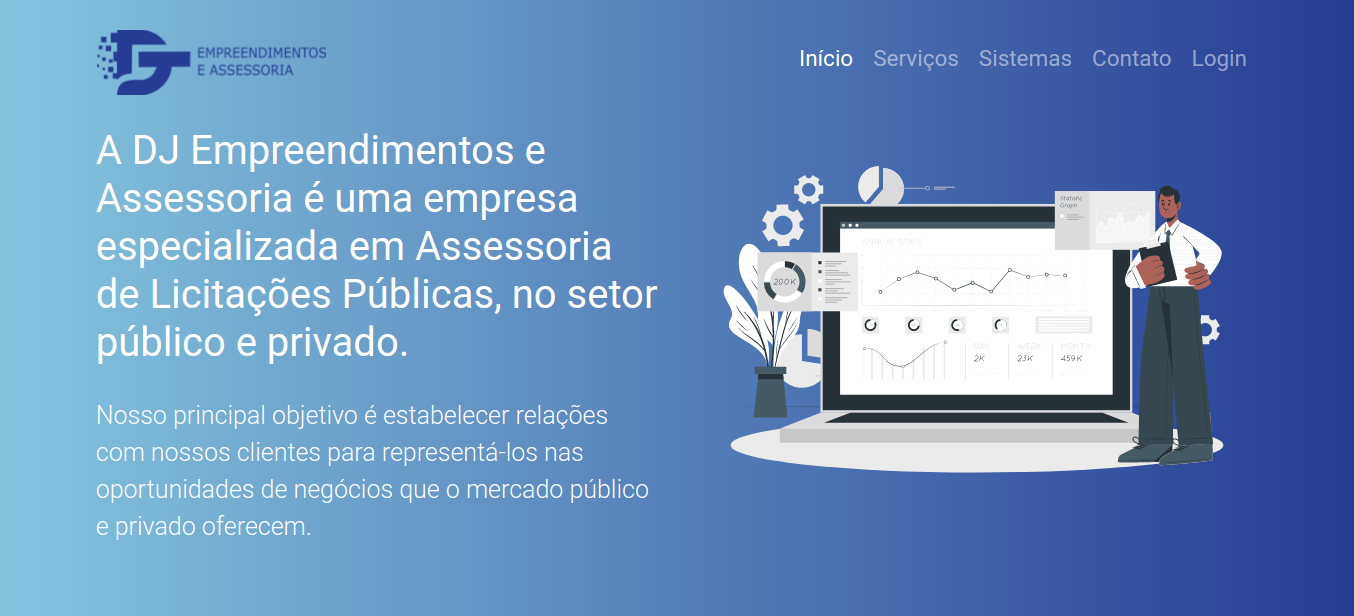 EMPREENDIMENTOS
E ASSESSORIA
Início Serviços Sistemas Contato Login
A DJ Empreendimentos e
Assessoria é uma empresa
especializada em Assessoria
de Licitações Públicas, no setor
público e privado.
Nosso principal objetivo é estabelecer relações
com nossos clientes para representá-los nas
oportunidades de negócios que o mercado público
e privado oferecem.
Statistic
Graph
ANNUAL STATS
200K
DAY WEEK MONTH
2K 23K 459K